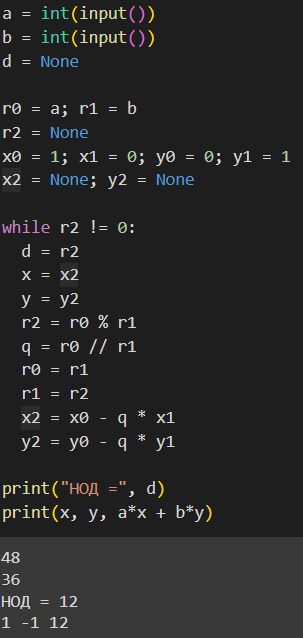 a = int(input())
b = int(input())
d = None
r0 = a; r1 = b
r2 = None
x0 = 1; x1 = 0; y0 = 0; y1 = 1
x2 = None; y2 = None
while r2 != 0:
  d = r2
  x = x2
  y = y2
  r2 = r0 % r1
  q = r0 // r1
  r0 = r1
  r1 = r2
  x2 = x0 - q * x1
  y2 = y0 - q * y1
print("НОД =", d)
print(x, y, a*x + b*y)
48
36
НОД = 12
1 -1 12